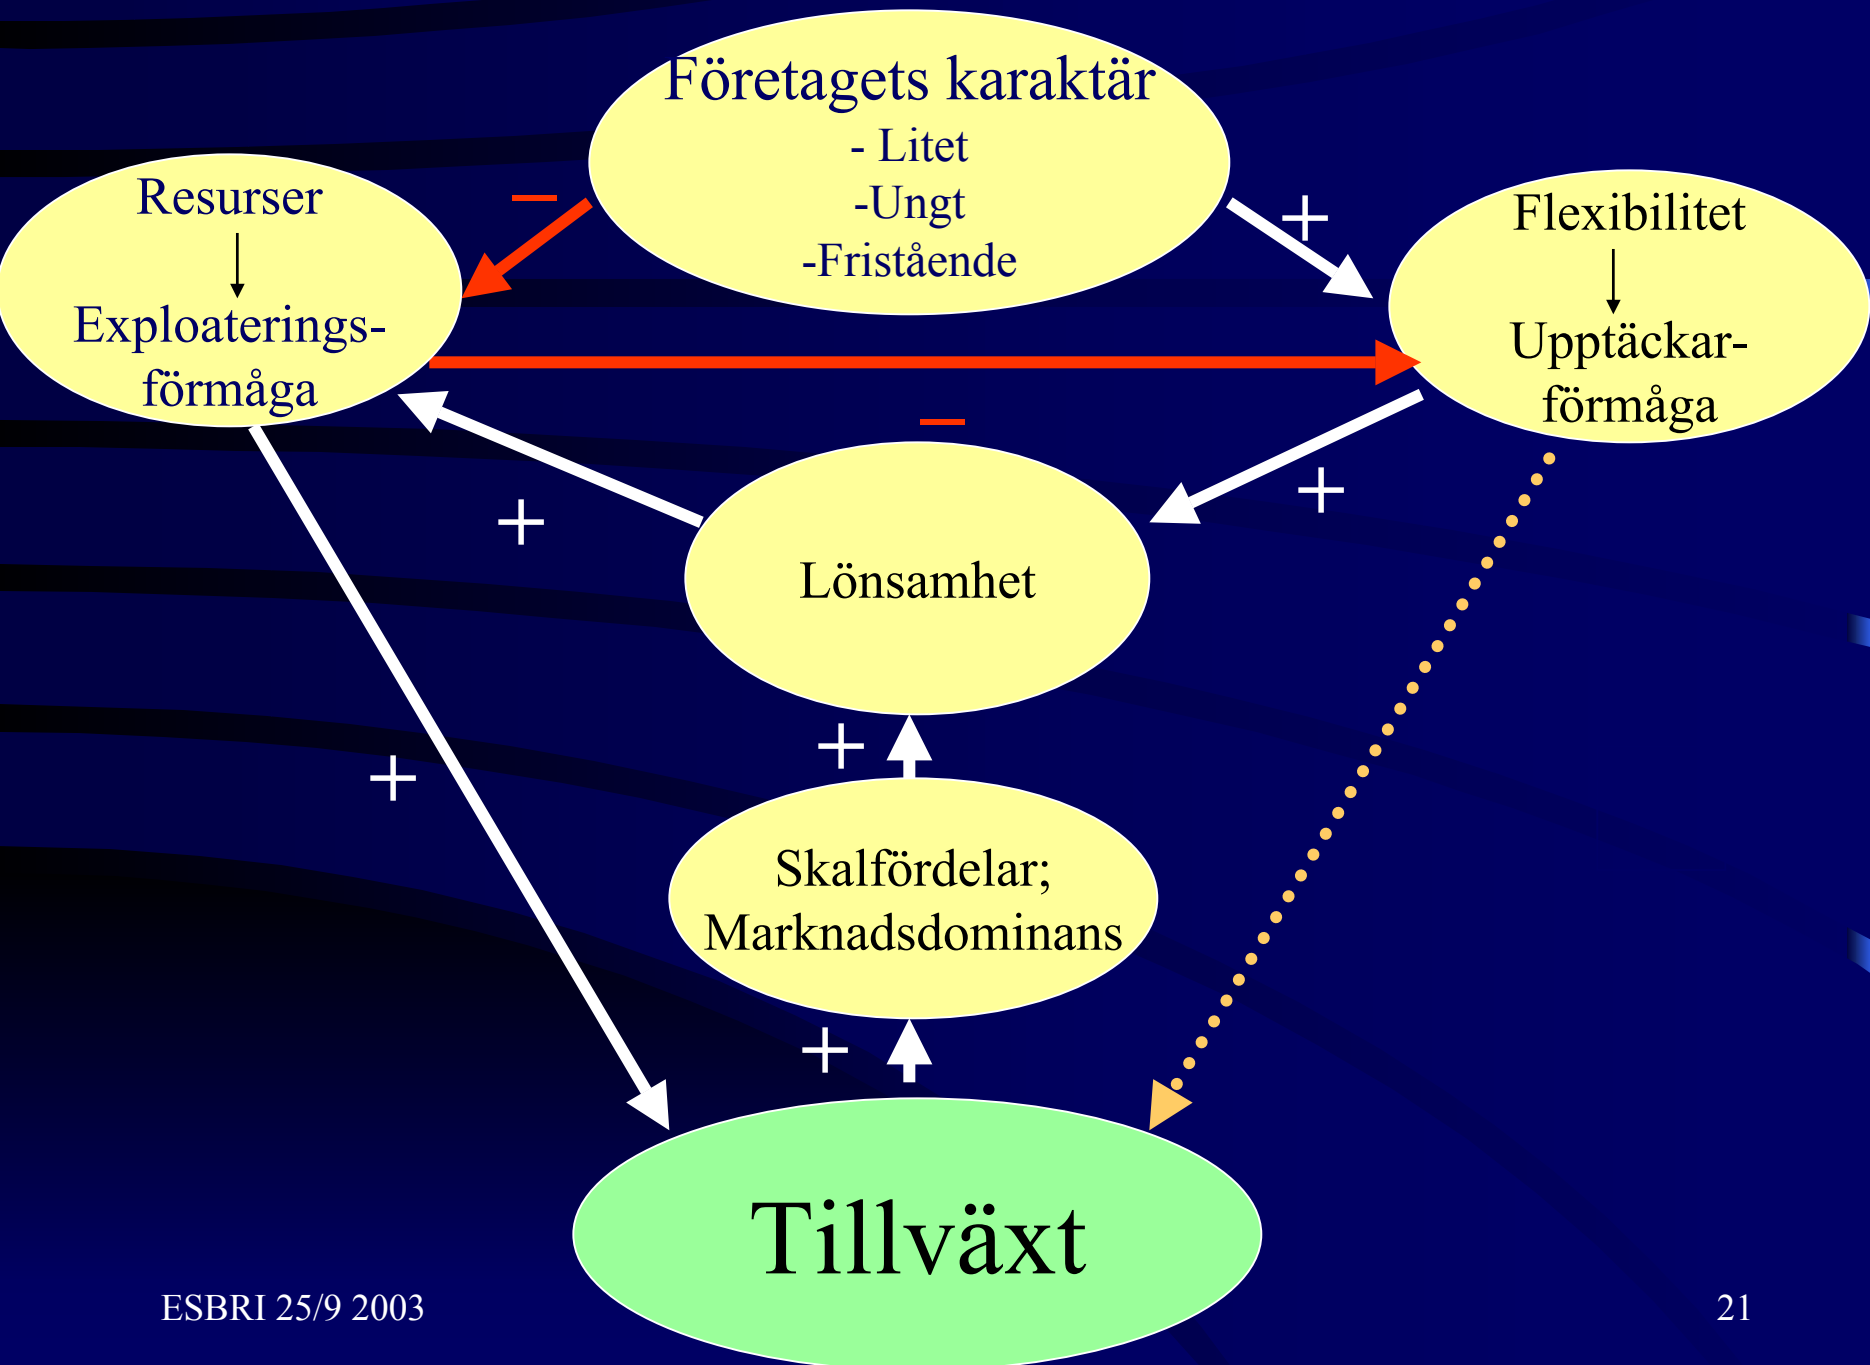 Företagets karaktär
- Litet
-Ungt
-Fristående
–
+
Resurser
Exploaterings-
förmåga
Flexibilitet
Upptäckar-
förmåga
–
+
+
Lönsamhet
+
+
Skalfördelar;
Marknadsdominans
+
Tillväxt
ESBRI 25/9 2003
21